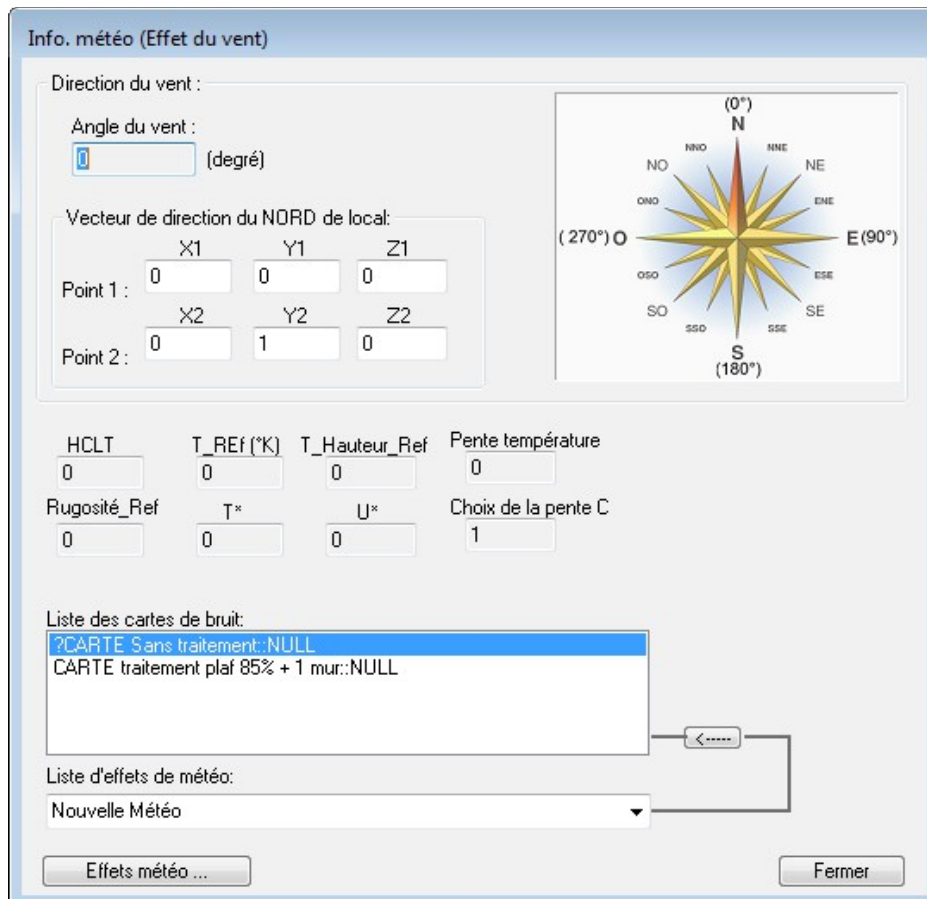 Info. météo (Effet du vent)
Direction du vent :
Angle du vent :
0 (degré)
Vecteur de direction du NORD de local:
X1 Y1 Z1
Point 1 : 0 0 0
X2 Y2 Z2
Point 2 : 0 1 0
(0°)
N
NNO NNE
NO NE
ONO ENE
( 270°) O E (90°)
OSO ESE
SO SE
SSO SSE
S
(180°)
HCLT T_REf (°K) T_Hauteur_Ref Pente température
0 0 0 0
Rugosité_Ref T* U* Choix de la pente C
0 0 0 1
Liste des cartes de bruit:
?CARTE Sans traitement::NULL
CARTE traitement plaf 85% + 1 mur::NULL
<-----
Liste d'effets de météo:
Nouvelle Météo
Effets météo ... Fermer